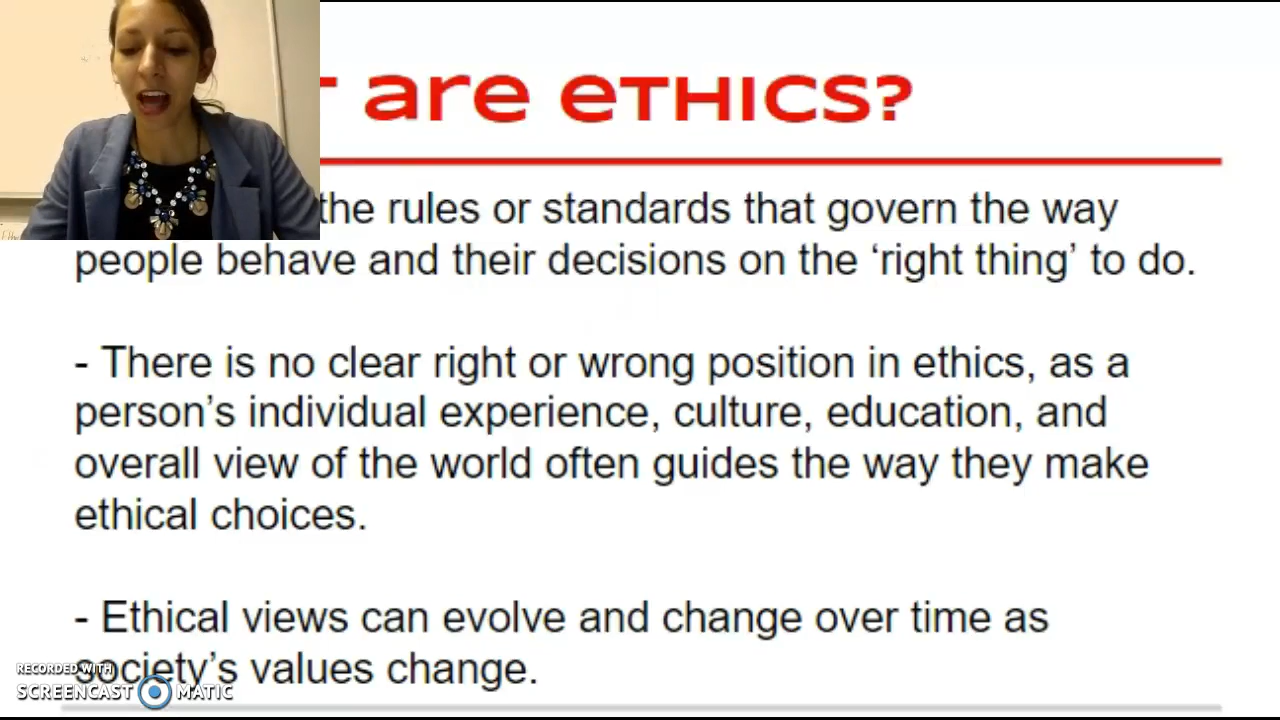 are eTHICS?
the rules or standards that govern the way
people behave and their decisions on the ‘right thing’ to do.
- There is no clear right or wrong position in ethics, as a
person’s individual experience, culture, education, and
overall view of the world often guides the way they make
ethical choices.
- Ethical views can evolve and change over time as
society’s values change.
RECORDED WITH
SCREENCAST MATIC